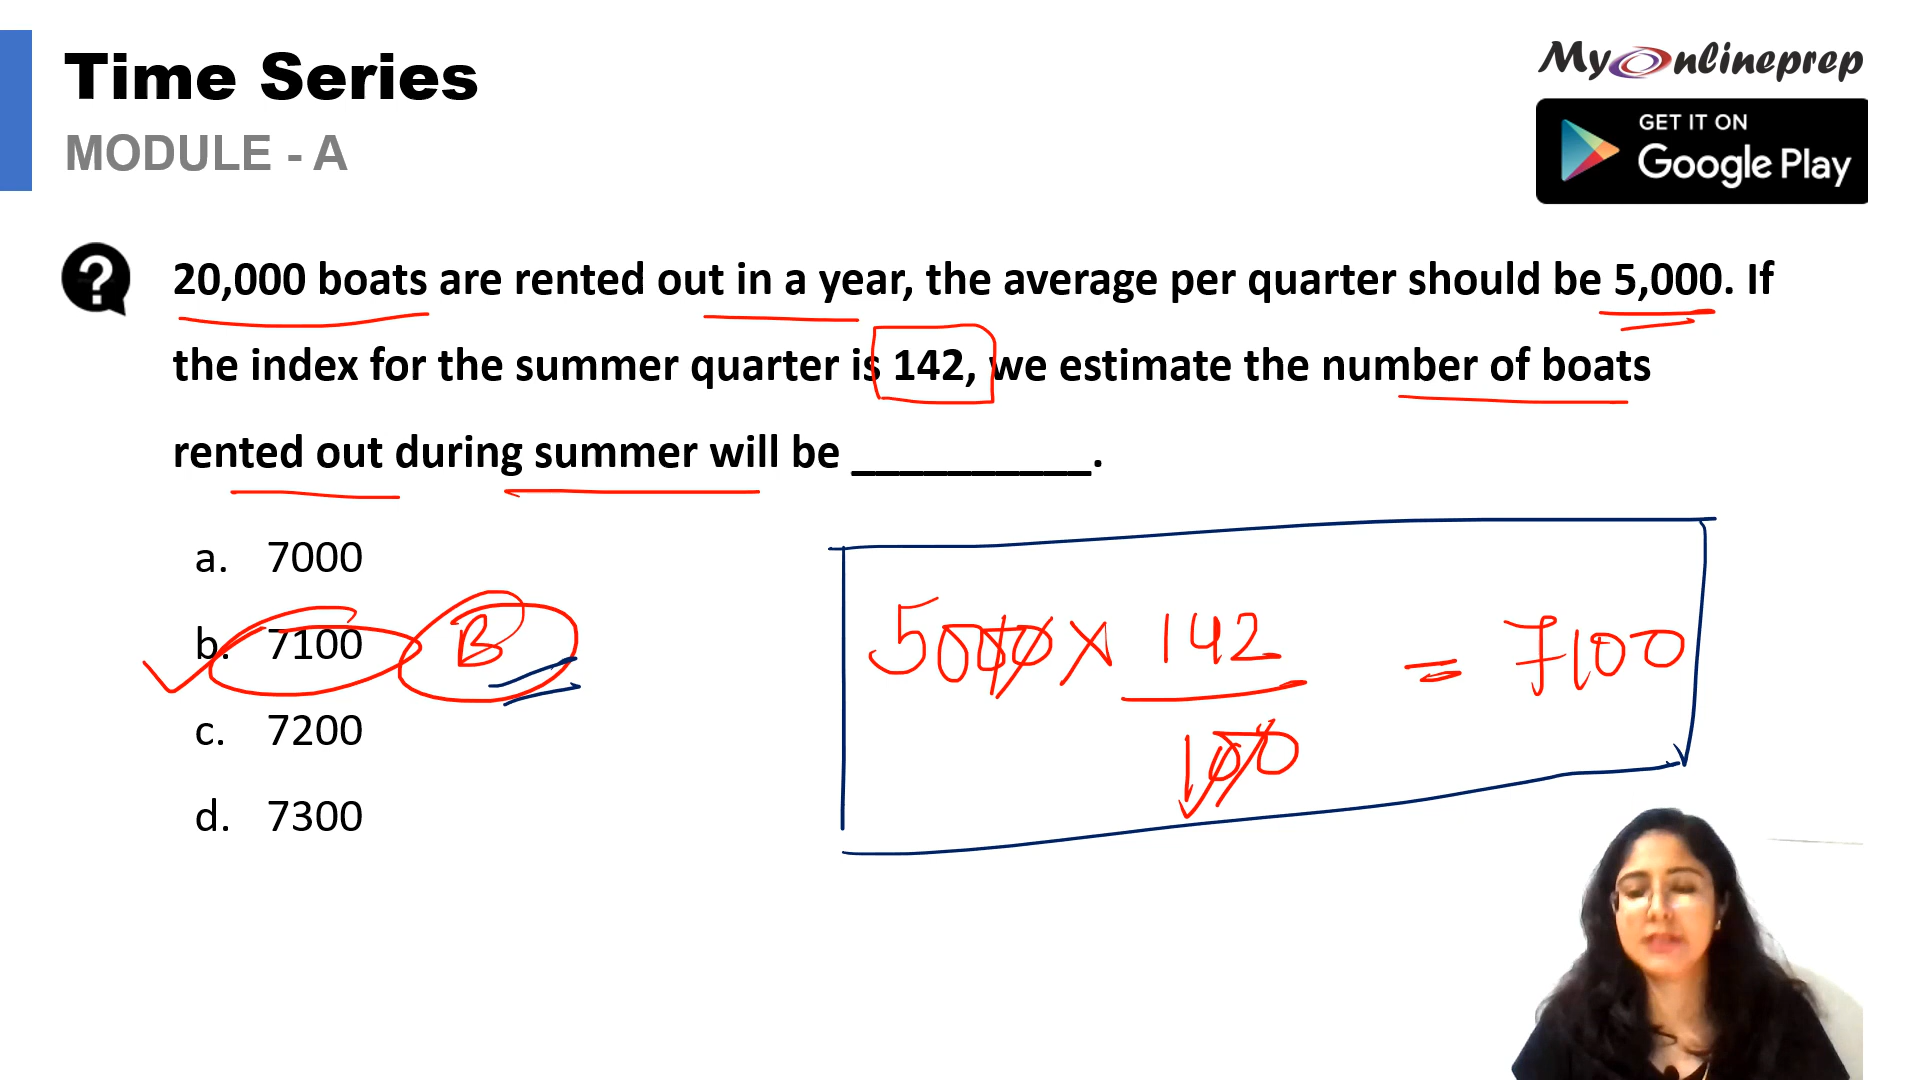 Time Series
MODULE - A
MyOnlineprep
GET IT ON
Google Play
20,000 boats are rented out in a year, the average per quarter should be 5,000. If
the index for the summer quarter is 142, we estimate the number of boats
rented out during summer will be __________.
a. 7000
b. 7100 B
c. 7200
d. 7300
5000 × 142 = 7100
100